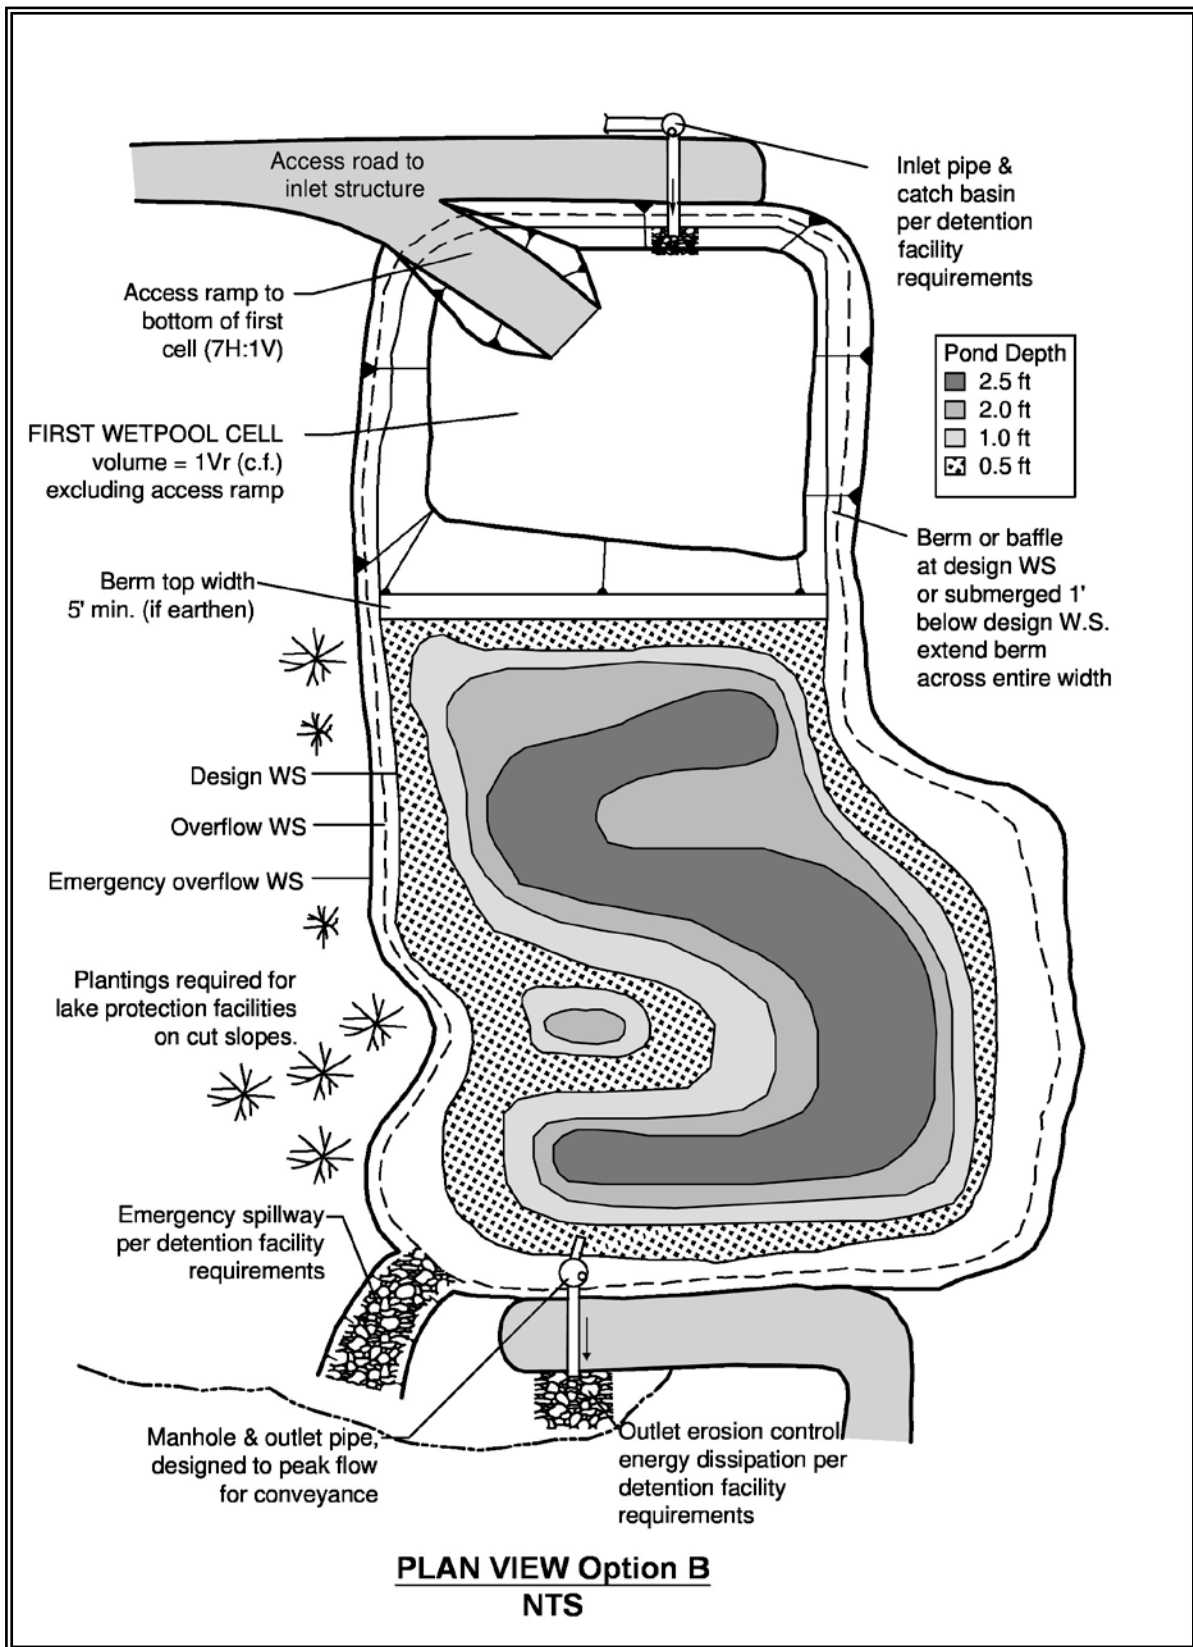 Access road to
inlet structure
Inlet pipe &
catch basin
per detention
facility
requirements
Access ramp to
bottom of first
cell (7H:1V)
Pond Depth
2.5 ft
2.0 ft
1.0 ft
0.5 ft
FIRST WETPOOL CELL
volume = 1Vr (c.f.)
excluding access ramp
Berm or baffle
at design WS
or submerged 1'
below design W.S.
extend berm
across entire width
Berm top width
5' min. (if earthen)
Design WS
Overflow WS
Emergency overflow WS
Plantings required for
lake protection facilities
on cut slopes.
Emergency spillway
per detention facility
requirements
Manhole & outlet pipe,
designed to peak flow
for conveyance
Outlet erosion control
energy dissipation per
detention facility
requirements
PLAN VIEW Option B
NTS